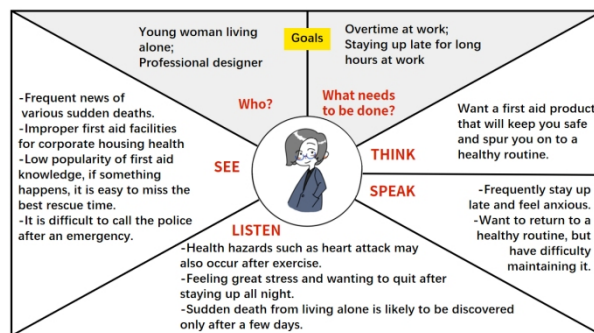 Young woman living
alone;
Professional designer
Who?
Goals
Overtime at work;
Staying up late for long
hours at work
What needs
to be done?
-Frequent news of
various sudden deaths.
-Improper first aid facilities
for corporate housing health
-Low popularity of first aid
knowledge, if something
happens, it is easy to miss the
best rescue time.
-It is difficult to call the police
after an emergency.
SEE
THINK
Want a first aid product
that will keep you safe
and spur you on to a
healthy routine.
SPEAK
-Frequently stay up
late and feel anxious.
-Want to return to a
healthy routine, but
have difficulty
maintaining it.
LISTEN
-Health hazards such as heart attack may
also occur after exercise.
-Feeling great stress and wanting to quit after
staying up all night.
-Sudden death from living alone is likely to be discovered
only after a few days.